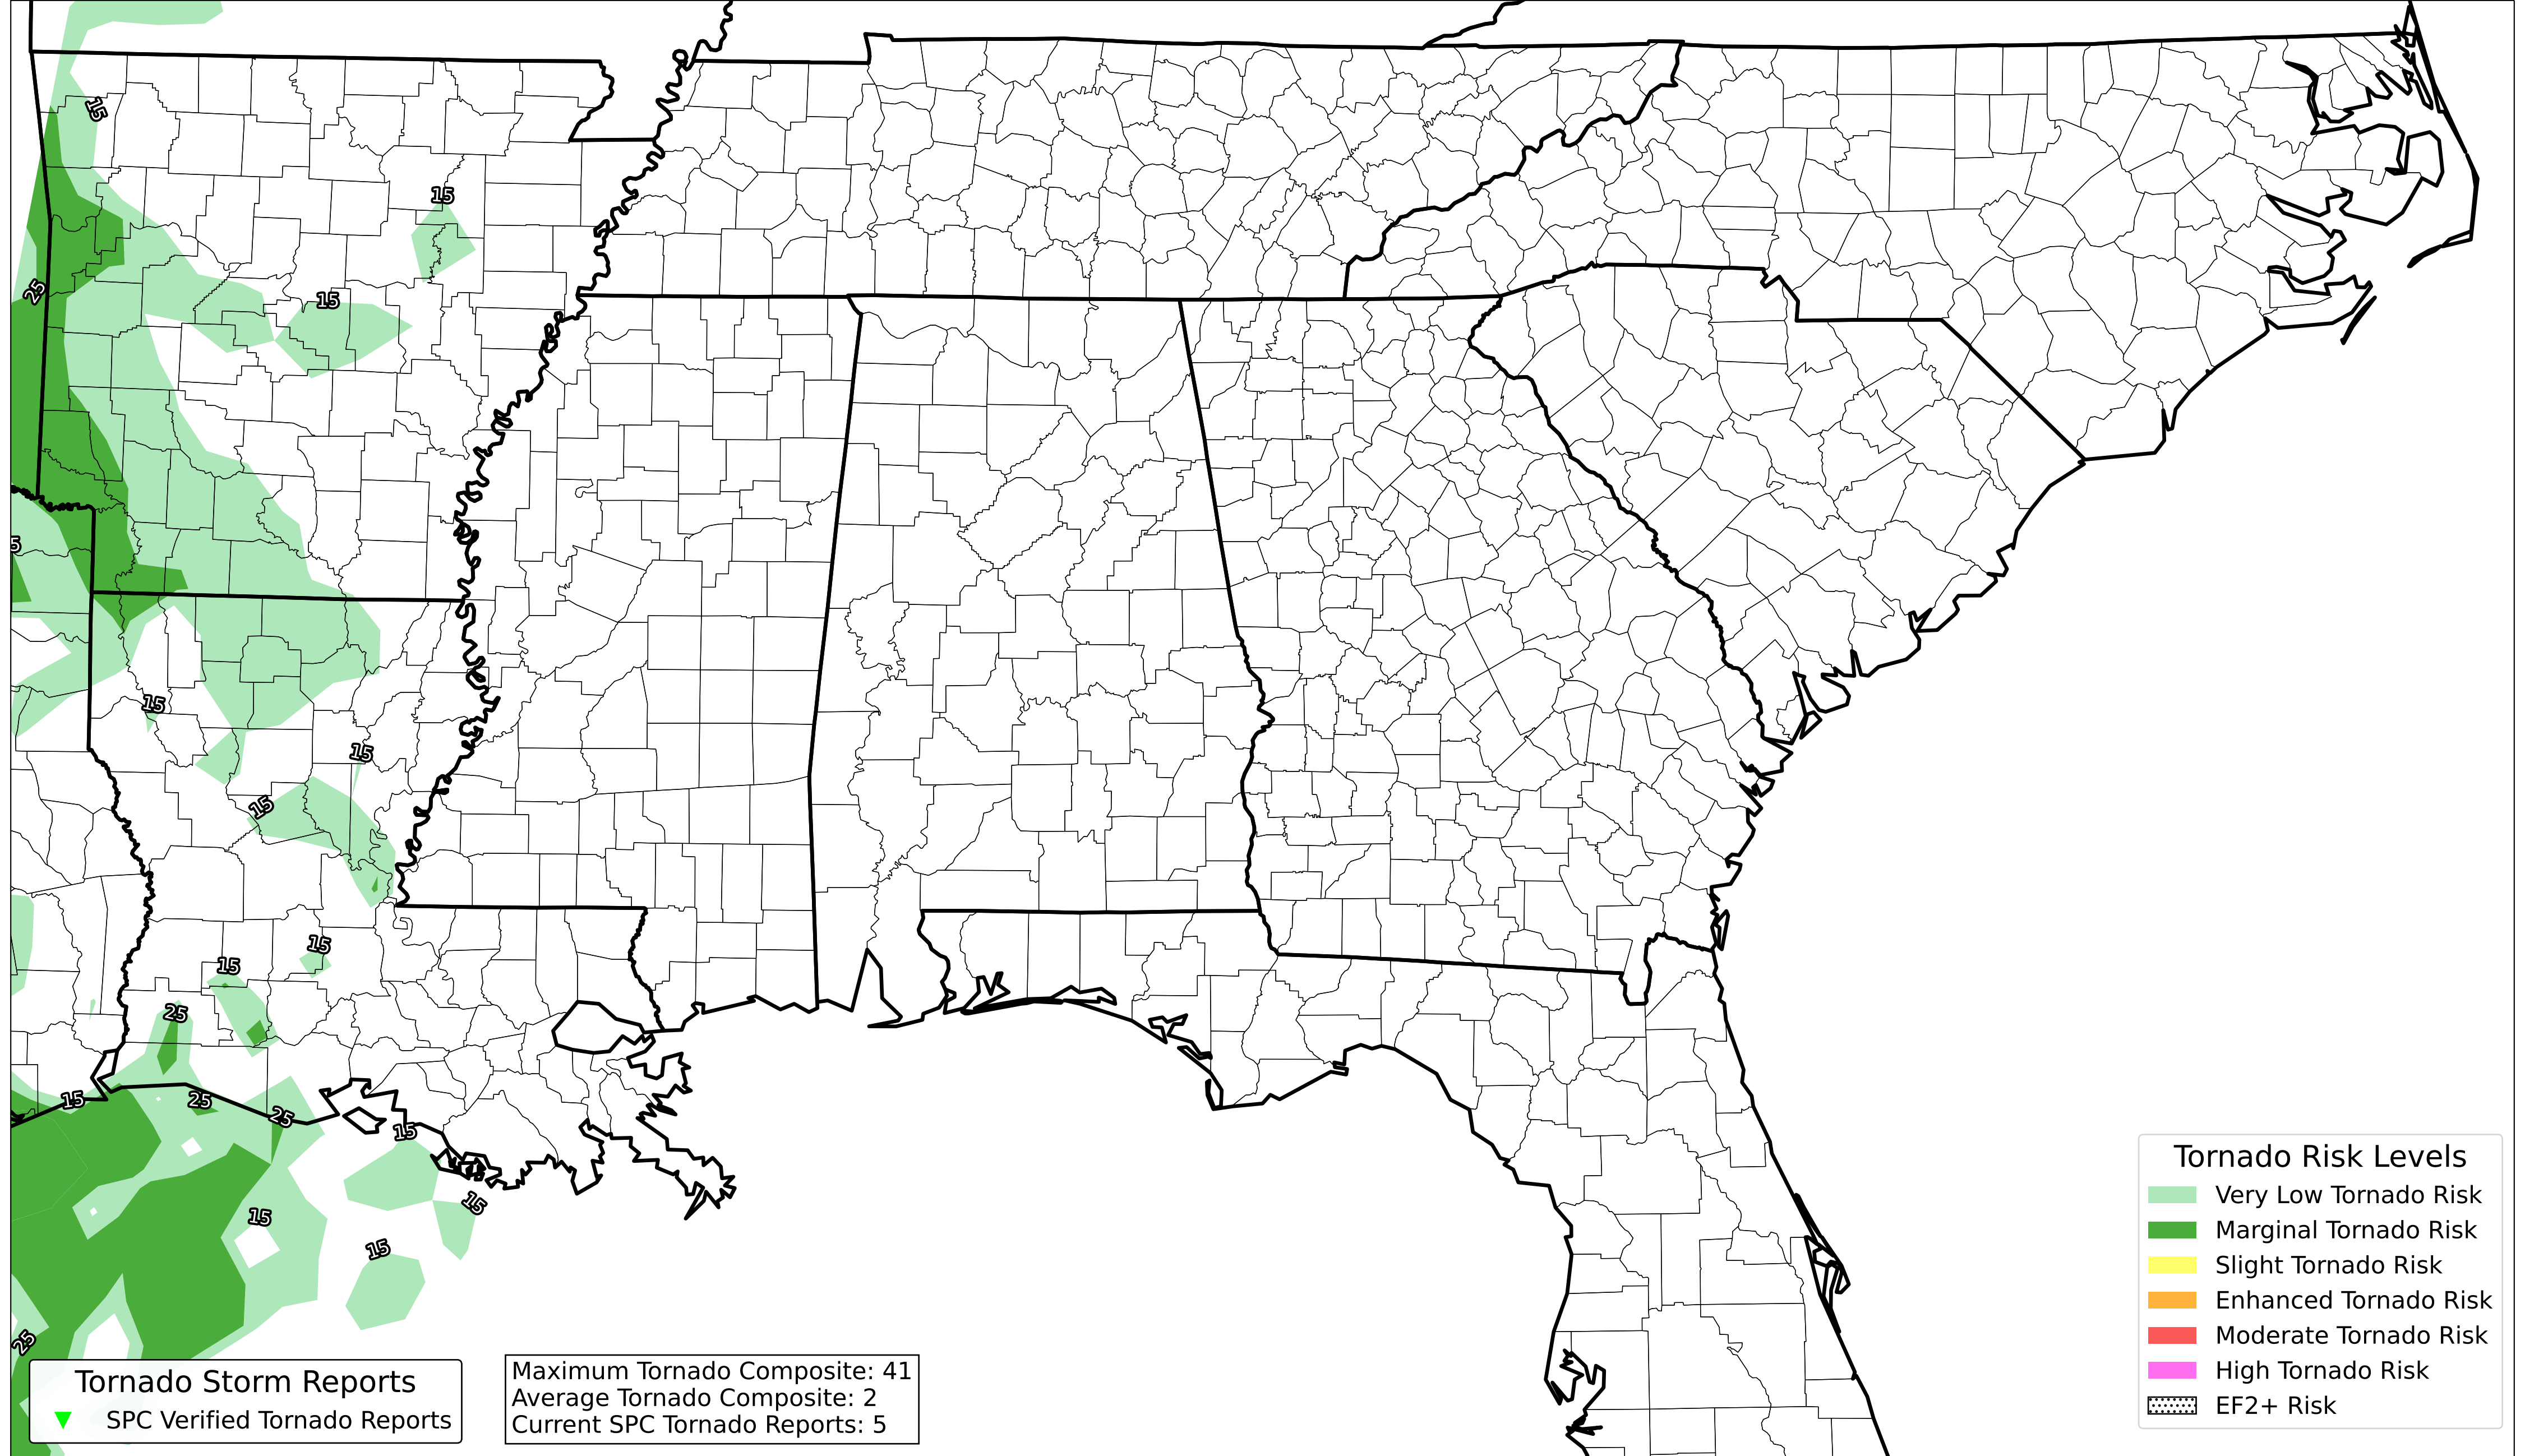 15
15
25
15
5
15
15
15
15
15
25
15
25
25
15
15
15
15
25
Tornado Storm Reports
SPC Verified Tornado Reports
Maximum Tornado Composite: 41
Average Tornado Composite: 2
Current SPC Tornado Reports: 5
Tornado Risk Levels
Very Low Tornado Risk
Marginal Tornado Risk
Slight Tornado Risk
Enhanced Tornado Risk
Moderate Tornado Risk
High Tornado Risk
EF2+ Risk